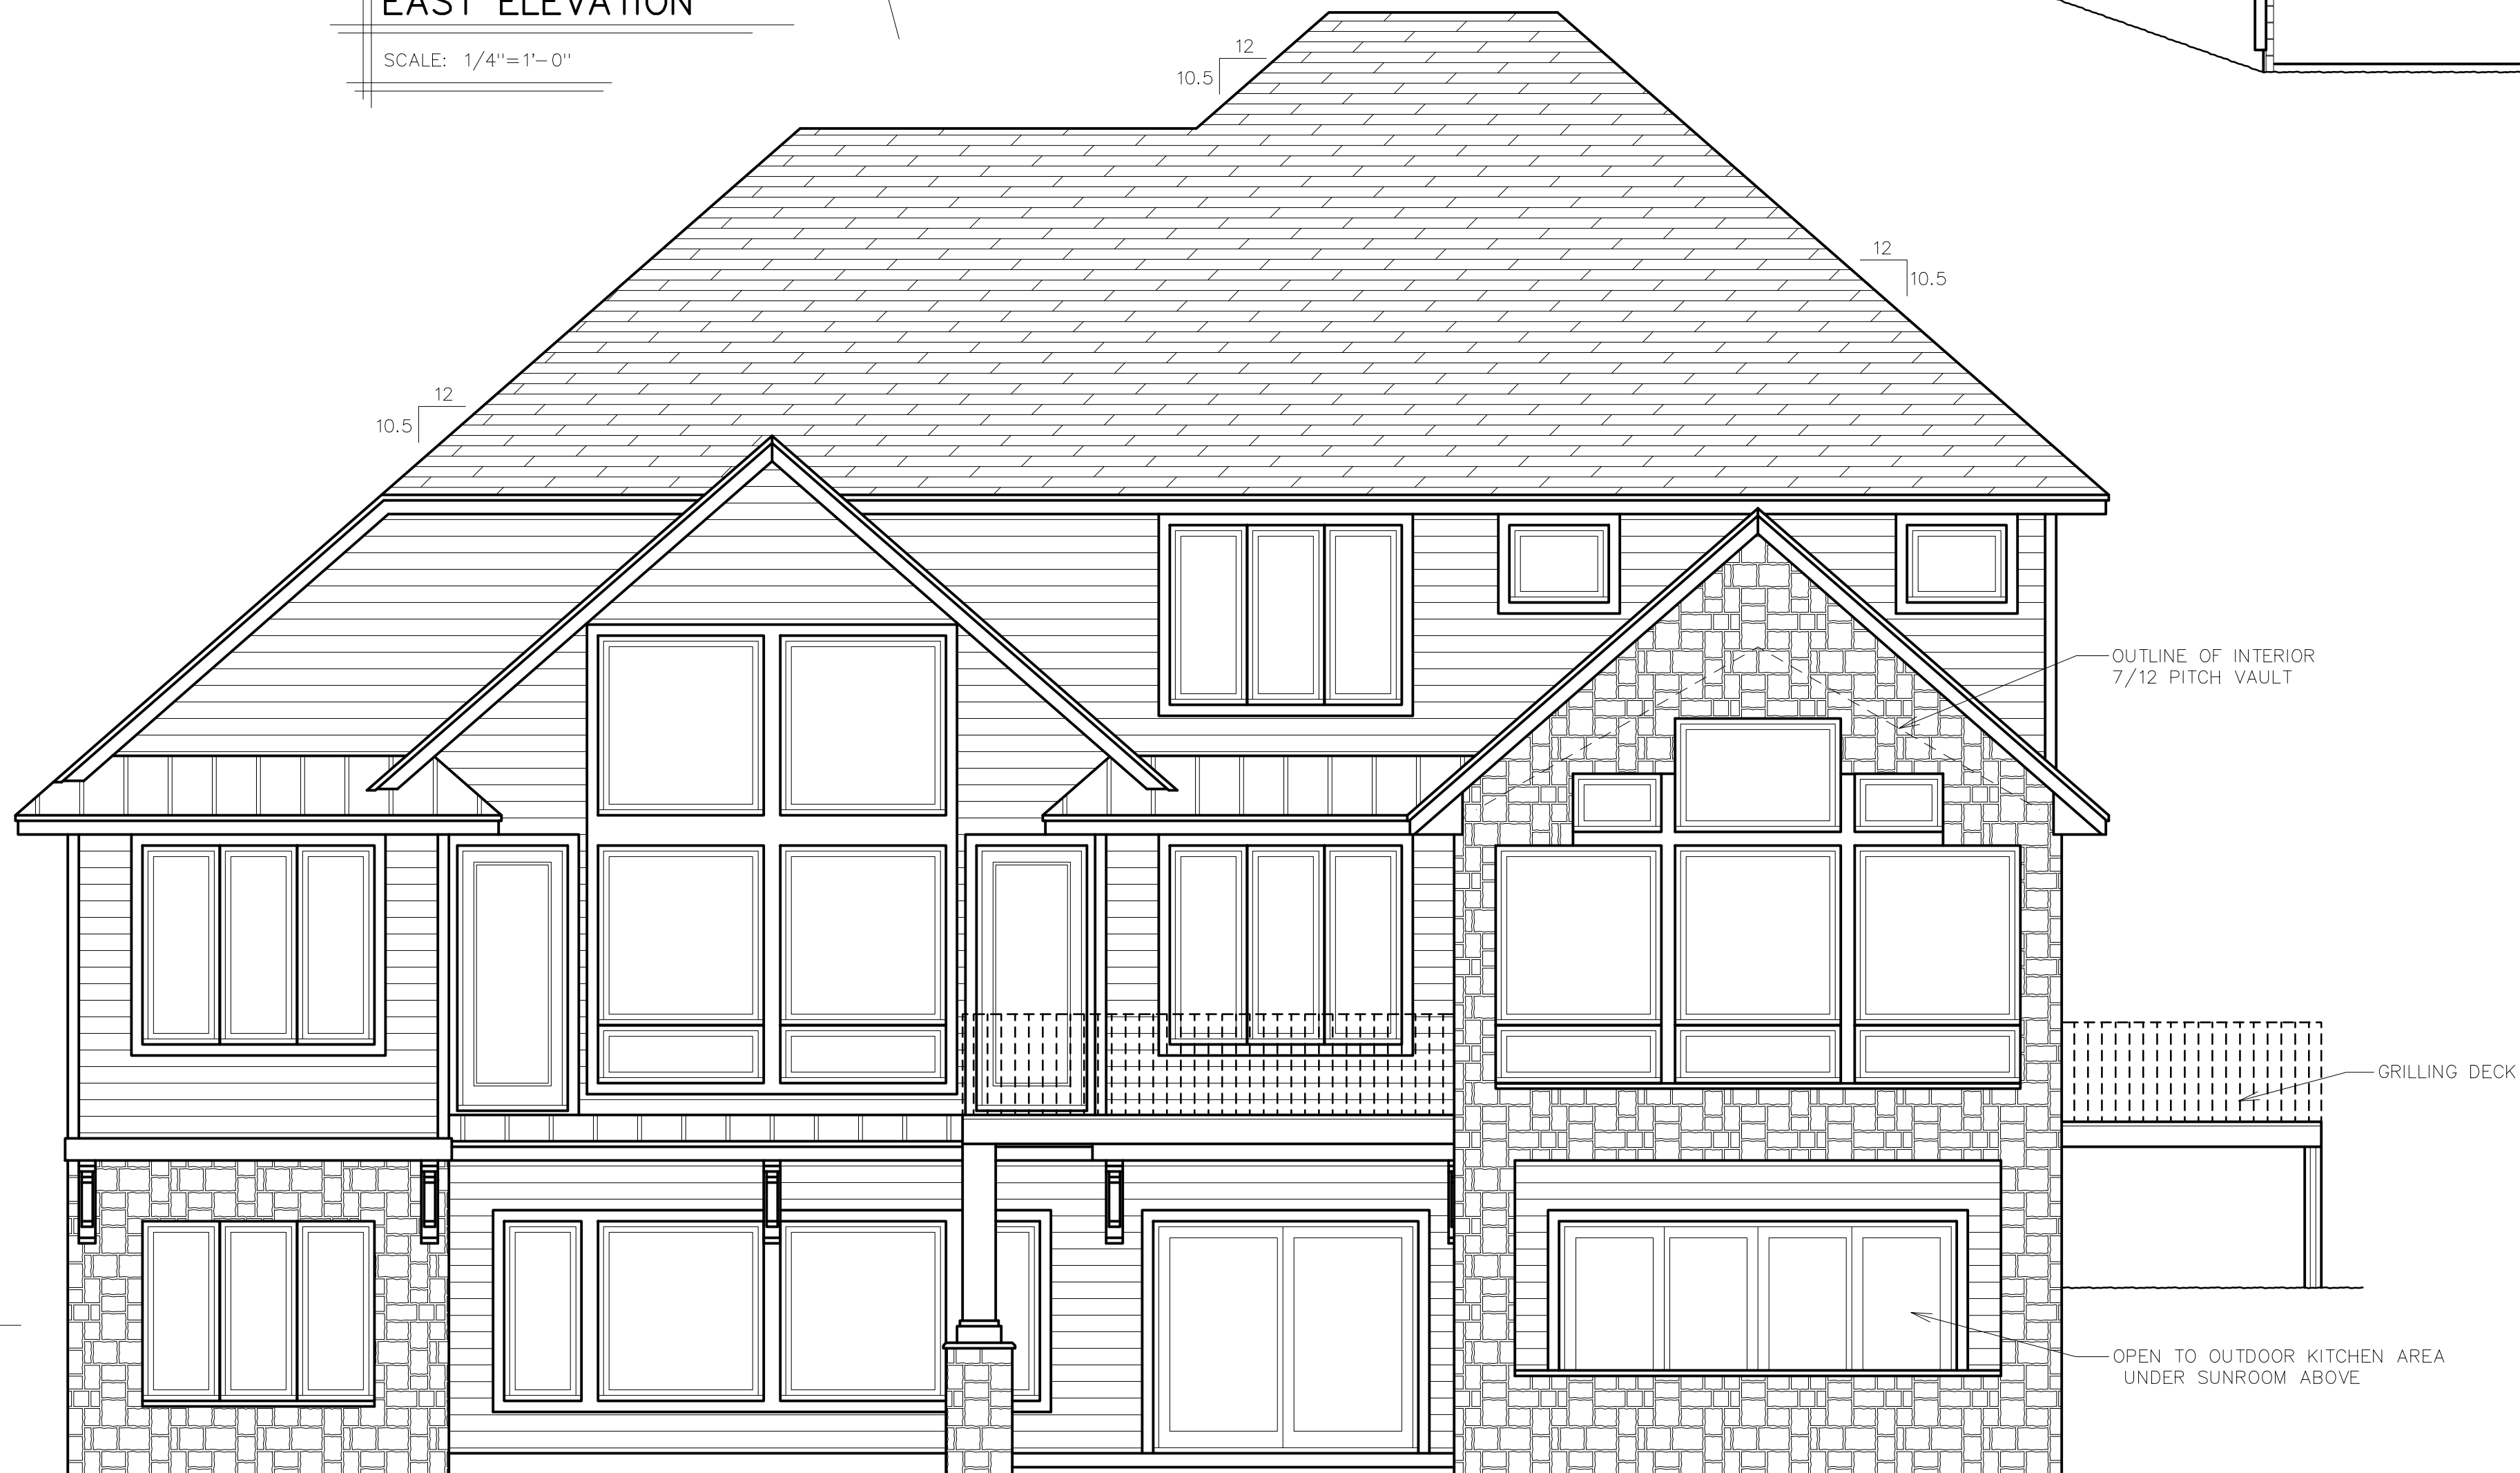 EAST ELEVATION
SCALE: 1/4"=1'-0"
12
10.5
12
10.5
12
10.5
OUTLINE OF INTERIOR
7/12 PITCH VAULT
GRILLING DECK
OPEN TO OUTDOOR KITCHEN AREA
UNDER SUNROOM ABOVE